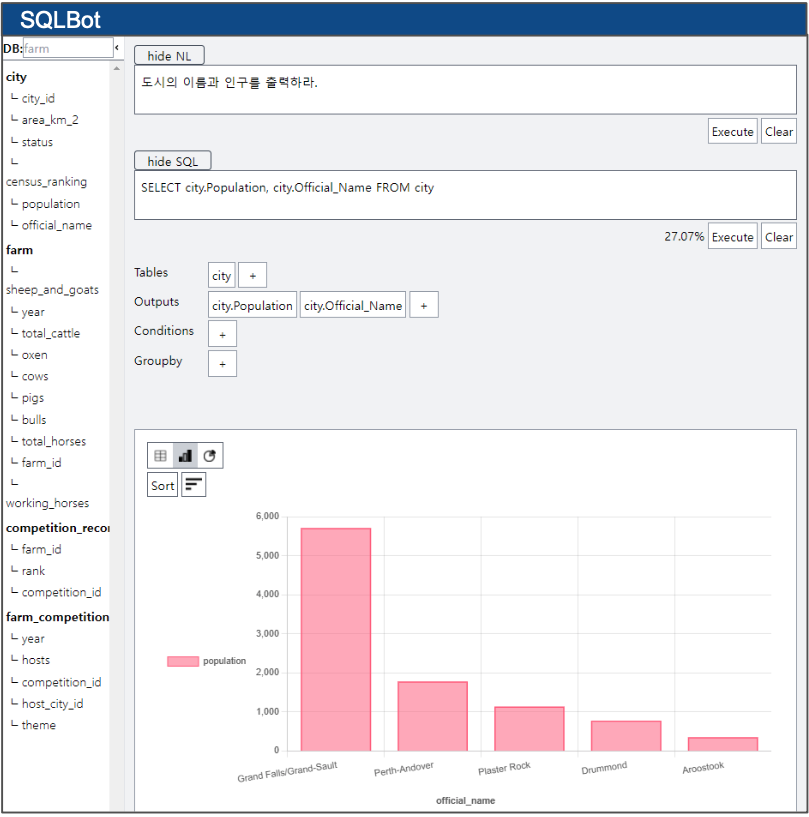 SQLBot
DB:
farm
city
city_id
area_km_2
status
census_ranking
population
official_name
farm
sheep_and_goats
year
total_cattle
oxen
cows
pigs
bulls
total_horses
farm_id
working_horses
competition_recor
farm_id
rank
competition_id
farm_competition
year
hosts
competition_id
host_city_id
theme
hide NL
도시의 이름과 인구를 출력하라.
Execute Clear
hide SQL
SELECT city.Population, city.Official_Name FROM city
27.07% Execute Clear
Tables city +
Outputs city.Population city.Official_Name +
Conditions +
Groupby +
Sort
6,000
5,000
4,000
3,000
population
2,000
1,000
0
Grand Falls/Grand-Sault Perth-Andover Plaster Rock Drummond Aroostook
official_name